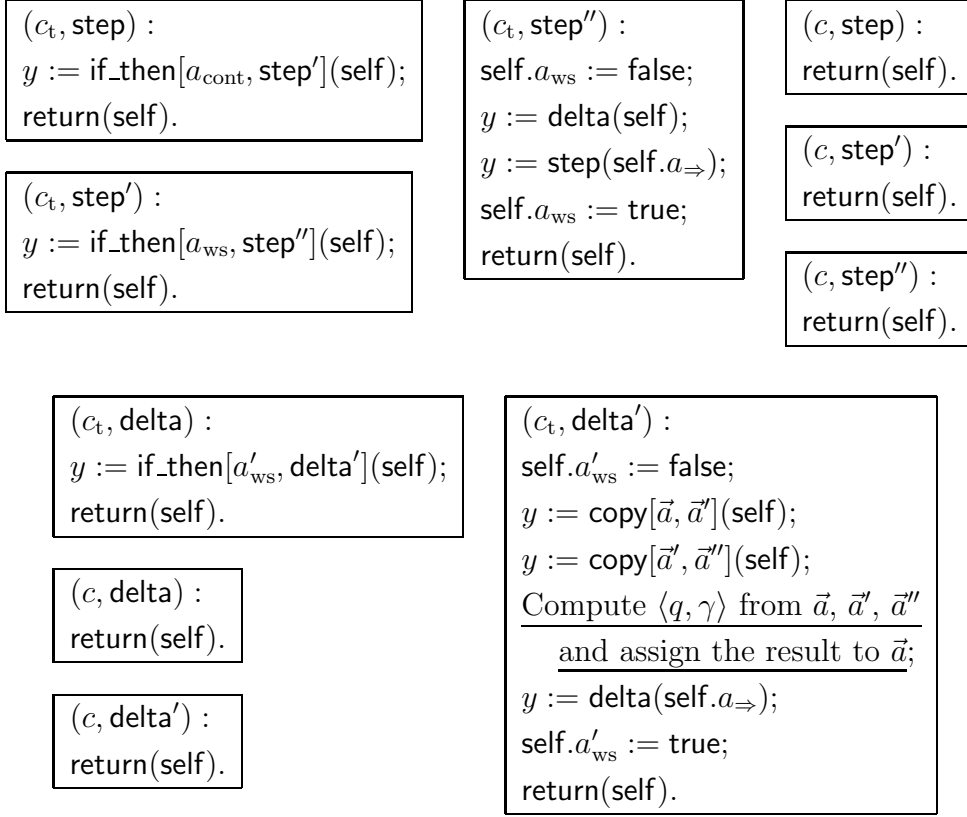 (c_t, step) :
y := if_then[a_cont, step′](self);
return(self).
(c_t, step′) :
y := if_then[a_ws, step″](self);
return(self).
(c_t, step″) :
self.a_ws := false;
y := delta(self);
y := step(self.a_⇒);
self.a_ws := true;
return(self).
(c, step) :
return(self).
(c, step′) :
return(self).
(c, step″) :
return(self).
(c_t, delta) :
y := if_then[a′_ws, delta′](self);
return(self).
(c, delta) :
return(self).
(c, delta′) :
return(self).
(c_t, delta′) :
self.a′_ws := false;
y := copy[a⃗, a⃗′](self);
y := copy[a⃗′, a⃗″](self);
Compute ⟨q, γ⟩ from a⃗, a⃗′, a⃗″
and assign the result to a⃗;
y := delta(self.a_⇒);
self.a′_ws := true;
return(self).